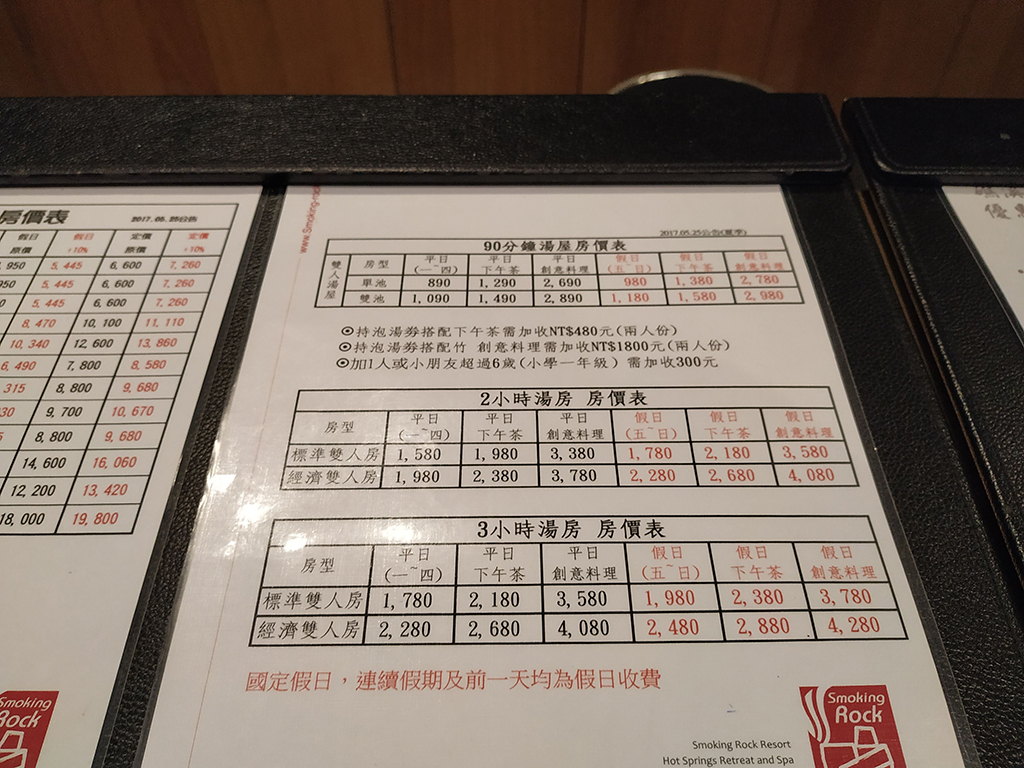 房價表 2017.05.25公告
假日 假日 定價 定價
原價 +10% 原價 +10%
950 5,445 6,600 7,260
950 5,445 6,600 7,260
5,445 6,600 7,260
8,470 10,100 11,110
10,340 12,600 13,860
6,490 7,800 8,580
315 8,800 9,680
9,700 10,670
8,800 9,680
14,600 16,060
12,200 13,420
18,000 19,800
Smoking
Rock
www.Smoking-
2017.05.25公告(夏季)
90分鐘湯屋房價表
雙人湯屋 房型 平日(一~四) 平日下午茶 平日創意料理 假日(五~日) 假日下午茶 假日創意料理
單池 890 1,290 2,690 980 1,380 2,780
雙池 1,090 1,490 2,890 1,180 1,580 2,980
⊙持泡湯券搭配下午茶需加收NT$480元(兩人份)
⊙持泡湯券搭配竹 創意料理需加收NT$1800元(兩人份)
⊙加1人或小朋友超過6歲(小學一年級) 需加收300元
2小時湯房 房價表
房型 平日(一~四) 平日下午茶 平日創意料理 假日(五~日) 假日下午茶 假日創意料理
標準雙人房 1,580 1,980 3,380 1,780 2,180 3,580
經濟雙人房 1,980 2,380 3,780 2,280 2,680 4,080
3小時湯房 房價表
房型 平日(一~四) 平日下午茶 平日創意料理 假日(五~日) 假日下午茶 假日創意料理
標準雙人房 1,780 2,180 3,580 1,980 2,380 3,780
經濟雙人房 2,280 2,680 4,080 2,480 2,880 4,280
國定假日，連續假期及前一天均為假日收費
Smoking Rock Resort
Hot Springs Retreat and Spa
Smoking
Rock
優